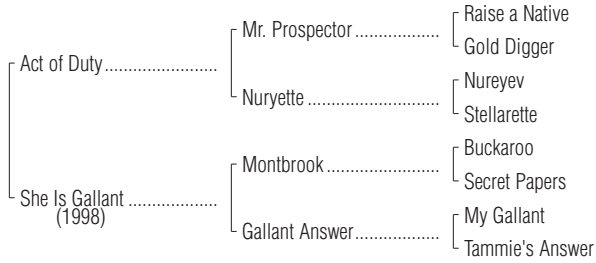 Raise a Native
Mr. Prospector....................
Gold Digger
Act of Duty..........................
Nureyev
Nuryette...............................
Stellarette
Buckaroo
Montbrook..........................
Secret Papers
She Is Gallant....................
(1998)
My Gallant
Gallant Answer....................
Tammie's Answer